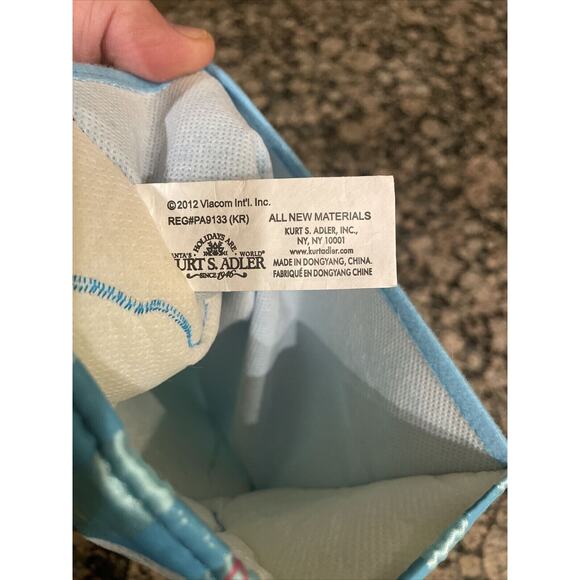 ©2012 Viacom Int'l. Inc.
REG#PA9133 (KR)
ALL NEW MATERIALS
KURT S. ADLER, INC.,
NY, NY 10001
www.kurtadler.com
MADE IN DONGYANG, CHINA.
FABRIQUÉ EN DONGYANG CHINE
HOLIDAYS ARE
WORLD®
KURT S. ADLER
SINCE 1946